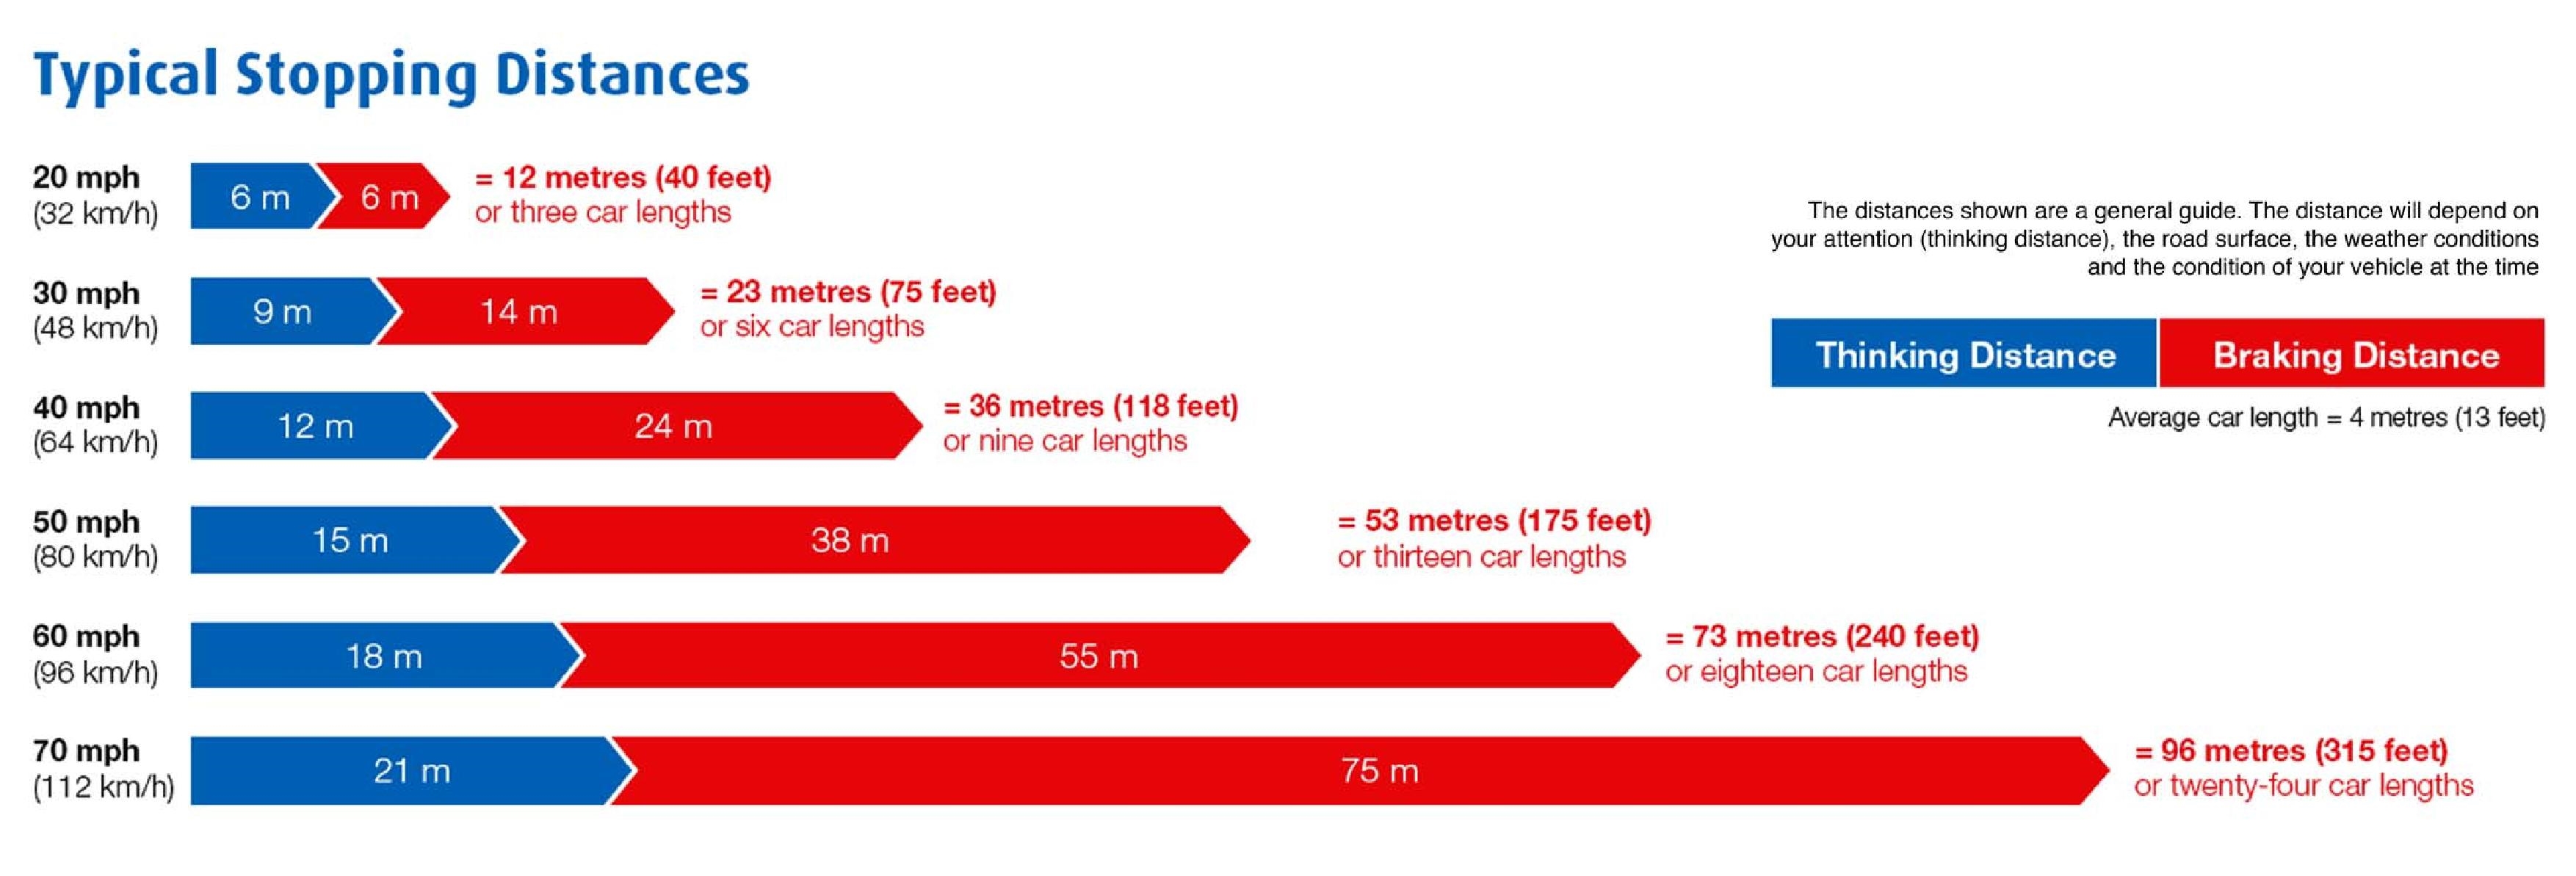 Typical Stopping Distances
20 mph
(32 km/h)
6 m
6 m
= 12 metres (40 feet)
or three car lengths
30 mph
(48 km/h)
9 m
14 m
= 23 metres (75 feet)
or six car lengths
40 mph
(64 km/h)
12 m
24 m
= 36 metres (118 feet)
or nine car lengths
50 mph
(80 km/h)
15 m
38 m
= 53 metres (175 feet)
or thirteen car lengths
60 mph
(96 km/h)
18 m
55 m
= 73 metres (240 feet)
or eighteen car lengths
70 mph
(112 km/h)
21 m
75 m
= 96 metres (315 feet)
or twenty-four car lengths
The distances shown are a general guide. The distance will depend on
your attention (thinking distance), the road surface, the weather conditions
and the condition of your vehicle at the time
Thinking Distance
Braking Distance
Average car length = 4 metres (13 feet)